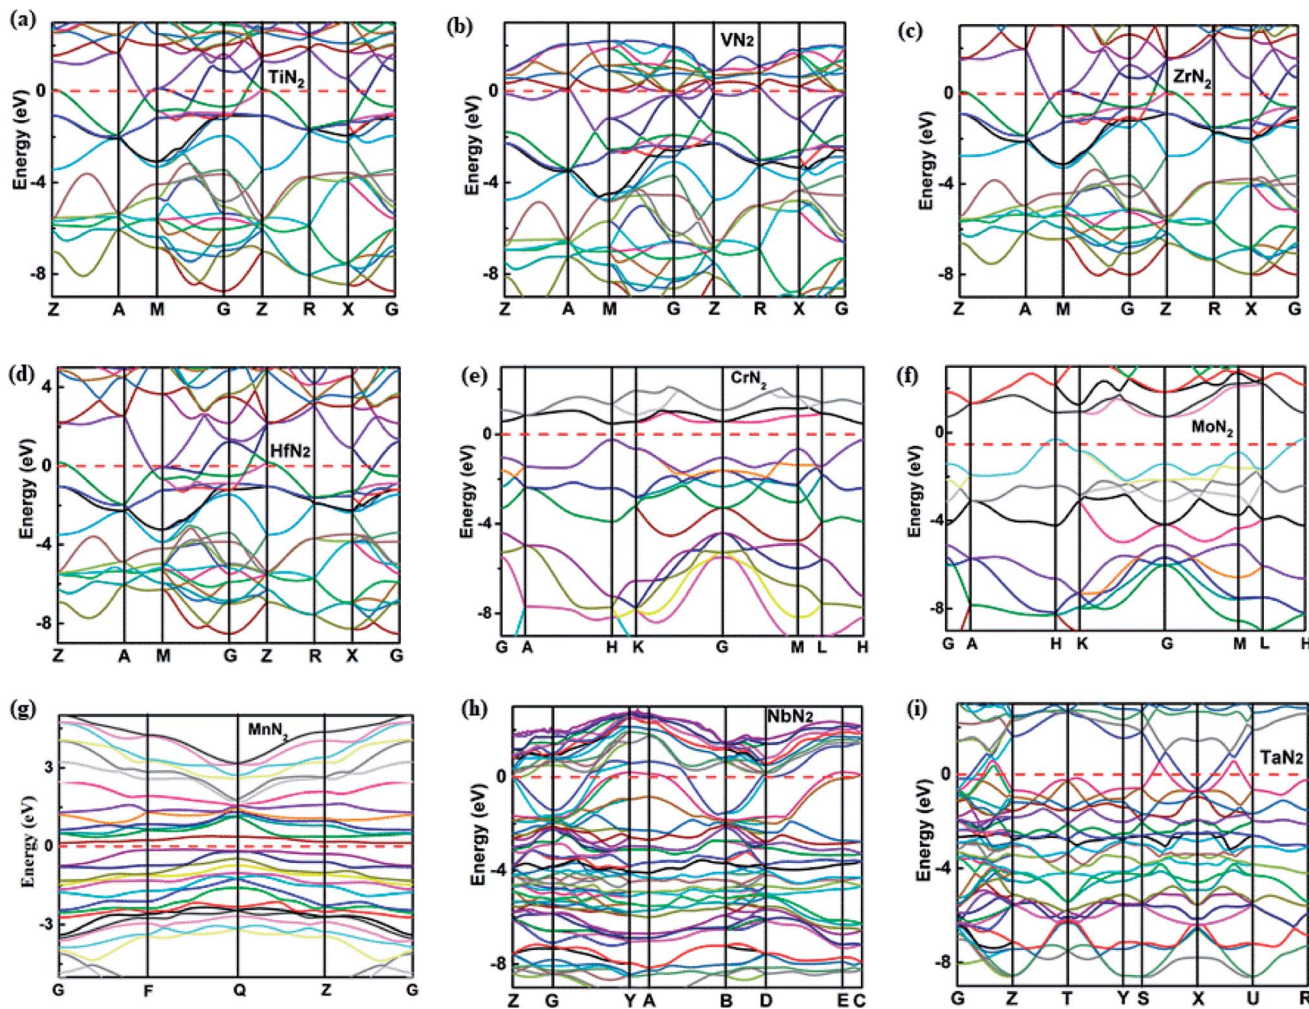 (a)
TiN2
Energy (eV)
0
-4
-8
Z A M G Z R X G
(b)
VN2
Energy (eV)
0
-4
-8
Z A M G Z R X G
(c)
ZrN2
Energy (eV)
0
-4
-8
Z A M G Z R X G
(d)
HfN2
Energy (eV)
4
0
-4
-8
Z A M G Z R X G
(e)
CrN2
Energy (eV)
0
-4
-8
G A H K G M L H
(f)
MoN2
Energy (eV)
0
-4
-8
G A H K G M L H
(g)
MnN2
Energy (eV)
3
0
-3
G F Q Z G
(h)
NbN2
Energy (eV)
0
-4
-8
Z G Y A B D E C
(i)
TaN2
Energy (eV)
0
-4
-8
G Z T Y S X U R